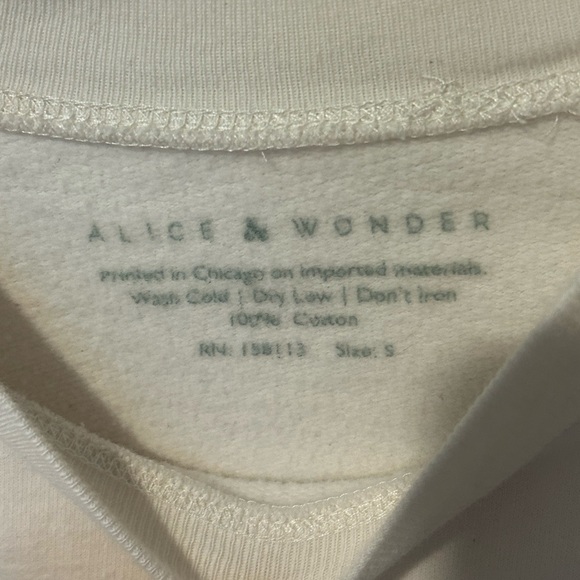 ALICE & WONDER
Printed in Chicago on imported materials.
Wash Cold | Dry Low | Don't Iron
100% Cotton
RN: 158113 Size: S